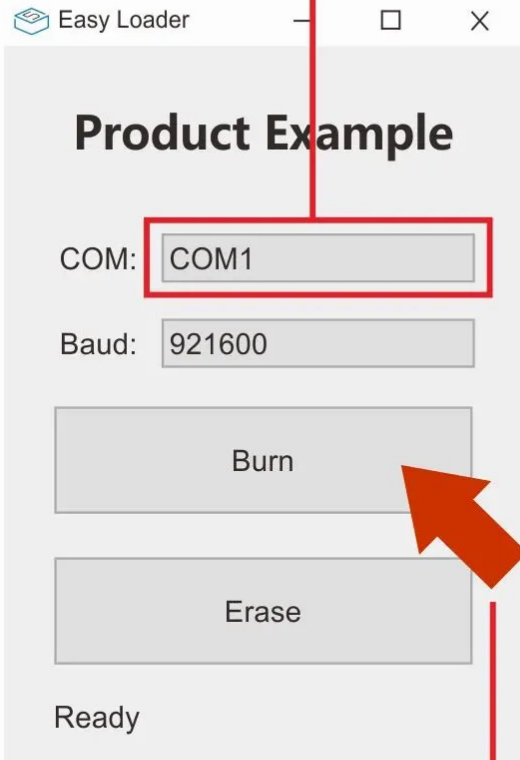 Easy Loader
Product Example
COM: COM1
Baud: 921600
Burn
Erase
Ready